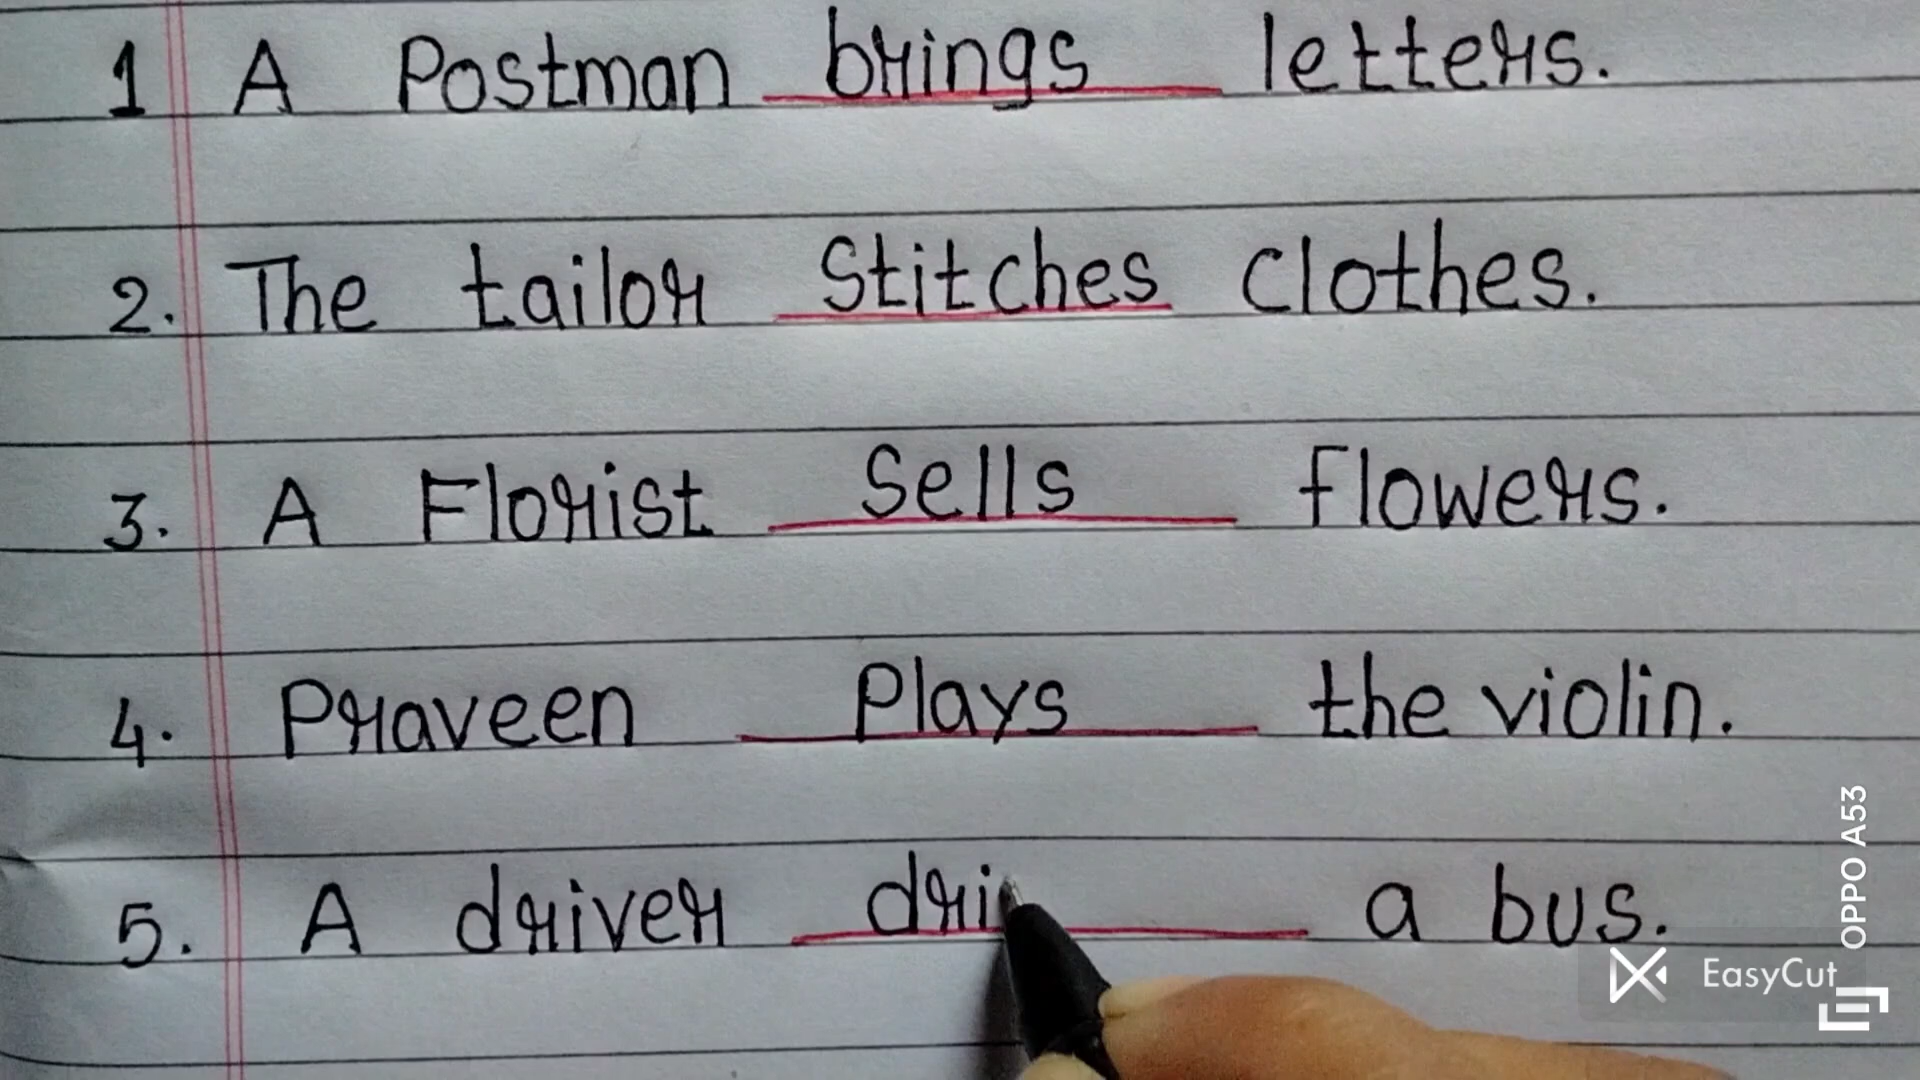 1 A Postman brings letters.
2. The tailor Stitches clothes.
3. A Florist Sells flowers.
4. Praveen Plays the violin.
5. A driver dri a bus.
OPPO A53
EasyCut